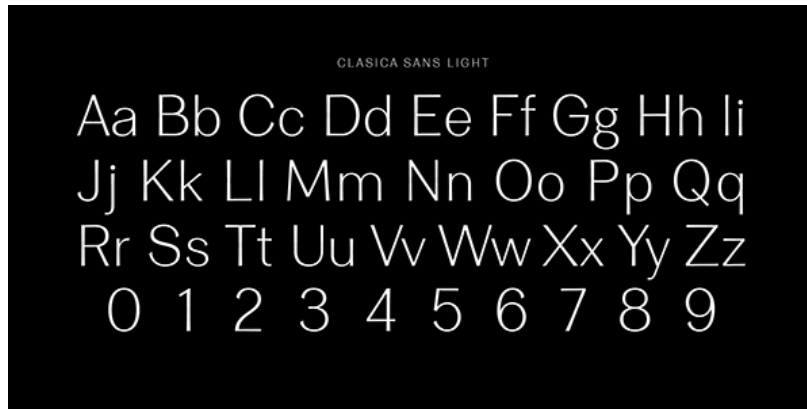 CLASICA SANS LIGHT
Aa Bb Cc Dd Ee Ff Gg Hh Ii
Jj Kk Ll Mm Nn Oo Pp Qq
Rr Ss Tt Uu Vv Ww Xx Yy Zz
0 1 2 3 4 5 6 7 8 9